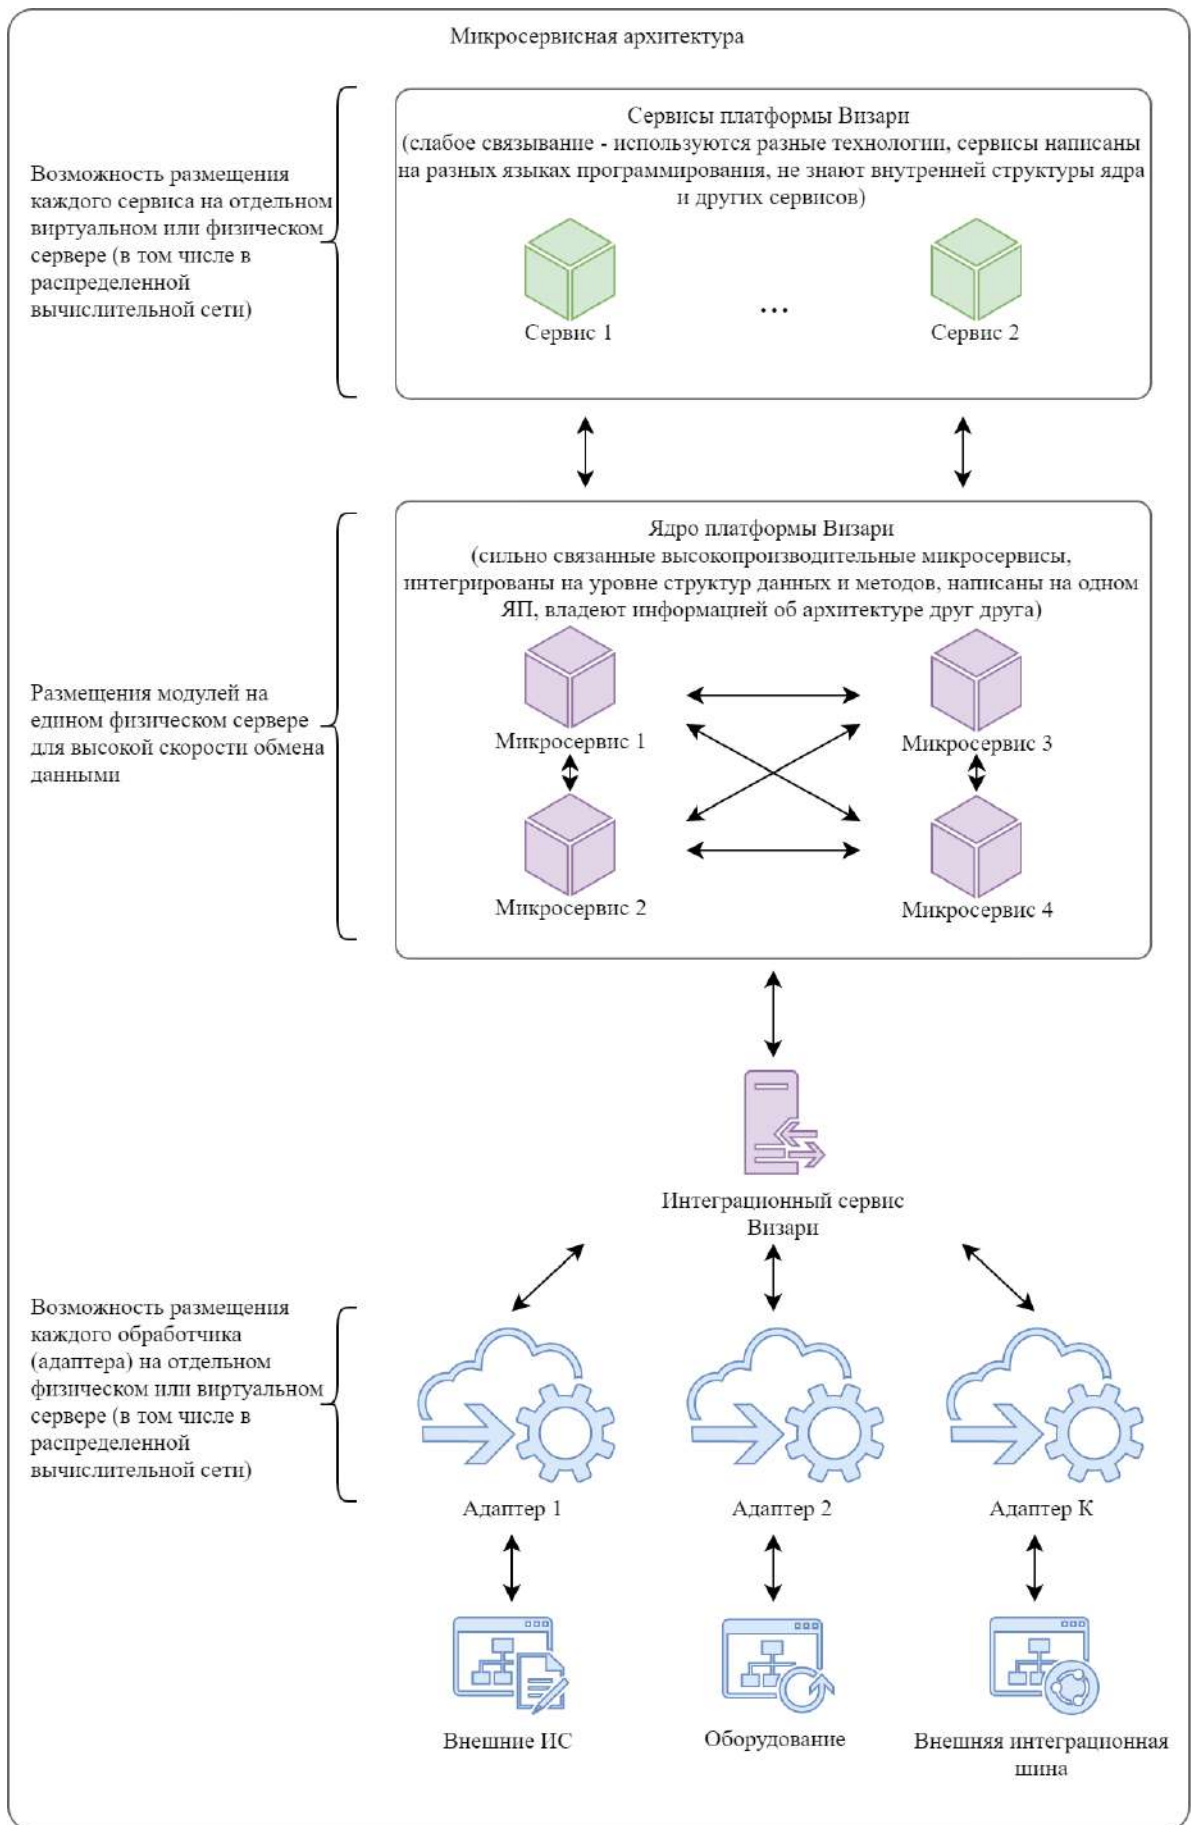 Микросервисная архитектура
Возможность размещения
каждого сервиса на отдельном
виртуальном или физическом
сервере (в том числе в
распределенной
вычислительной сети)
Сервисы платформы Визари
(слабое связывание - используются разные технологии, сервисы написаны
на разных языках программирования, не знают внутренней структуры ядра
и других сервисов)
...
Сервис 1
Сервис 2
Ядро платформы Визари
(сильно связанные высокопроизводительные микросервисы,
интегрированы на уровне структур данных и методов, написаны на одном
ЯП, владеют информацией об архитектуре друг друга)
Размещения модулей на
едином физическом сервере
для высокой скорости обмена
данными
Микросервис 1
Микросервис 3
Микросервис 2
Микросервис 4
Интеграционный сервис
Визари
Возможность размещения
каждого обработчика
(адаптера) на отдельном
физическом или виртуальном
сервере (в том числе в
распределенной
вычислительной сети)
Адаптер 1
Адаптер 2
Адаптер К
Внешние ИС
Оборудование
Внешняя интеграционная
шина